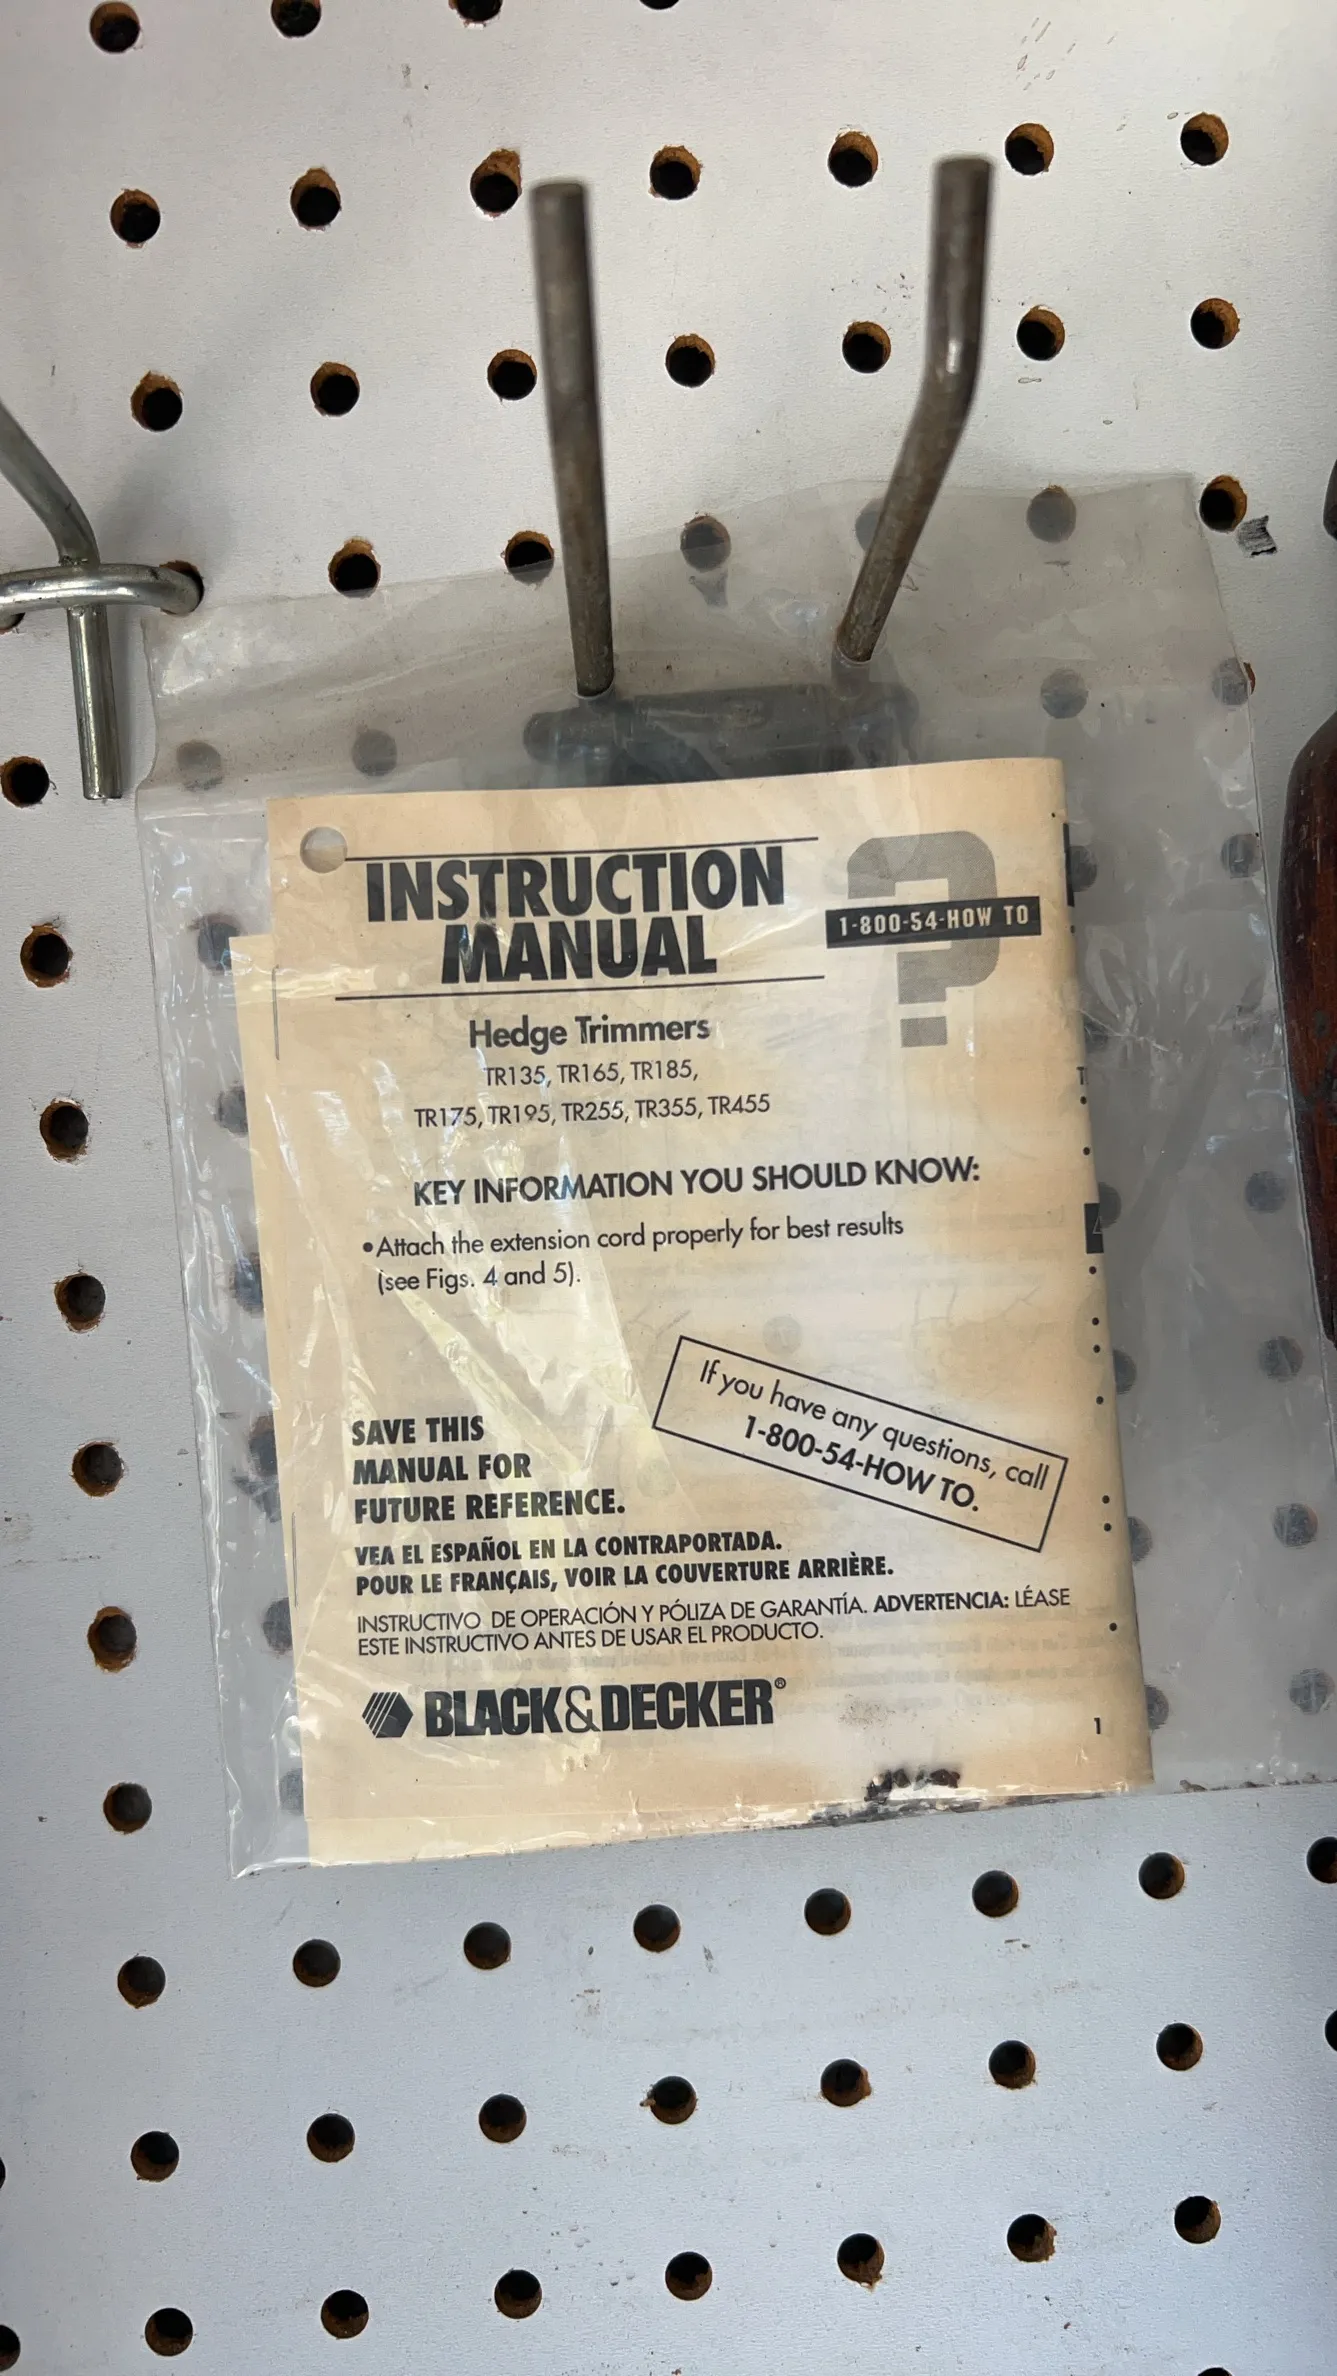 INSTRUCTION
MANUAL
?
1-800-54-HOW TO
Hedge Trimmers
TR135, TR165, TR185,
TR175, TR195, TR255, TR355, TR455
KEY INFORMATION YOU SHOULD KNOW:
• Attach the extension cord properly for best results
(see Figs. 4 and 5).
If you have any questions, call
1-800-54-HOW TO.
SAVE THIS
MANUAL FOR
FUTURE REFERENCE.
VEA EL ESPAÑOL EN LA CONTRAPORTADA.
POUR LE FRANÇAIS, VOIR LA COUVERTURE ARRIÈRE.
INSTRUCTIVO DE OPERACIÓN Y PÓLIZA DE GARANTÍA. ADVERTENCIA: LÉASE
ESTE INSTRUCTIVO ANTES DE USAR EL PRODUCTO.
BLACK&DECKER®
1